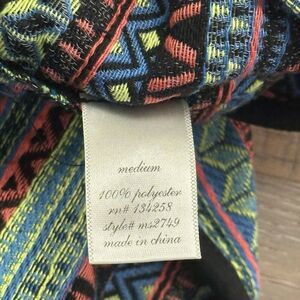 medium
100% polyester
rn# 134258
style# ms2749
made in china